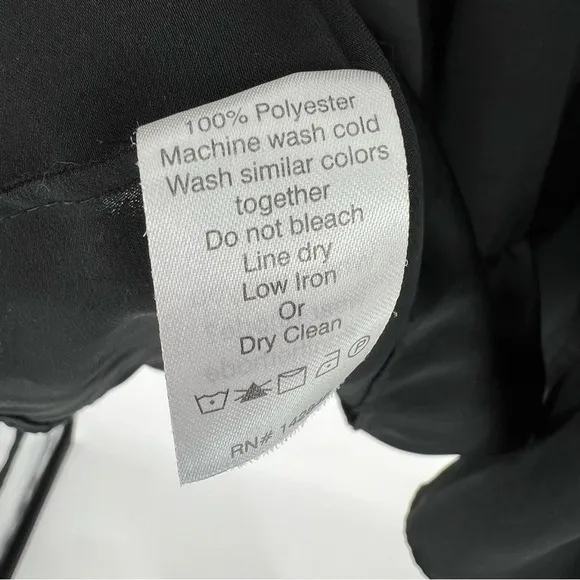 100% Polyester
Machine wash cold
Wash similar colors
together
Do not bleach
Line dry
Low Iron
Or
Dry Clean
P
RN#